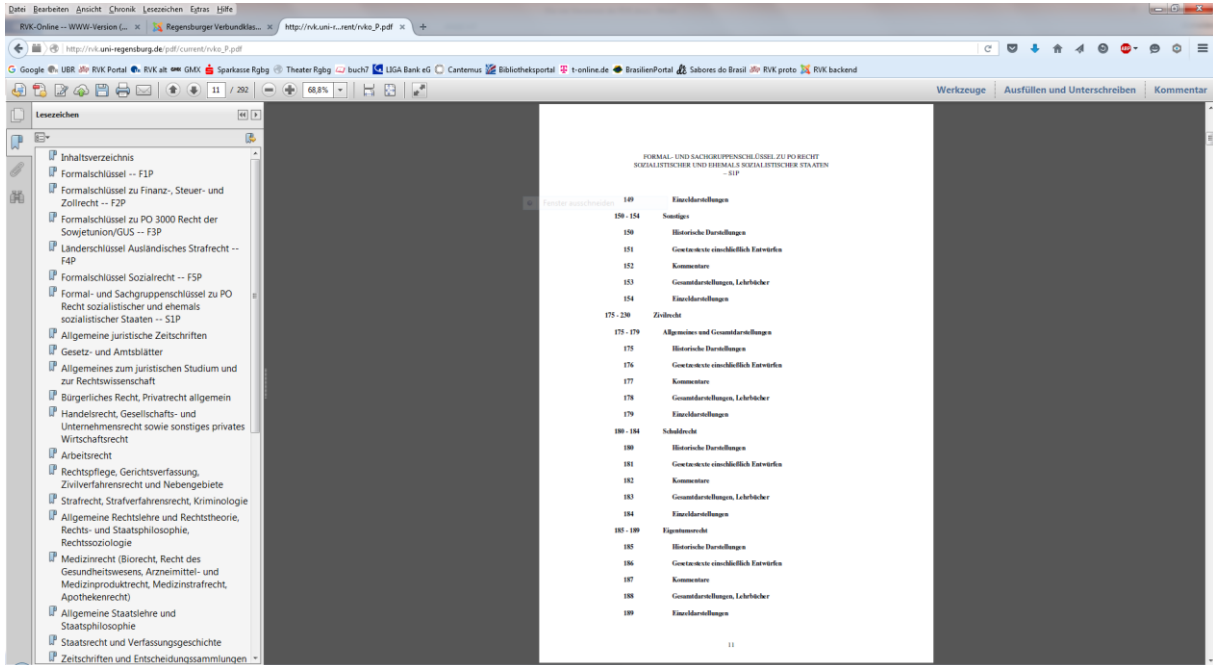 Datei Bearbeiten Ansicht Chronik Lesezeichen Extras Hilfe
RVK-Online -- WWW-Version (... × Regensburger Verbundklas... × http://rvk.uni-r...rent/rvko_P.pdf × +
http://rvk.uni-regensburg.de/pdf/current/rvko_P.pdf
Google UBR RVK Portal RVK alt GMX Sparkasse Rgbg Theater Rgbg buch7 LIGA Bank eG Cantemus Bibliotheksportal t-online.de BrasilienPortal Sabores do Brasil RVK proto RVK backend
11 / 292 68,8% Werkzeuge Ausfüllen und Unterschreiben Kommentar
Lesezeichen
Inhaltsverzeichnis
Formalschlüssel -- F1P
Formalschlüssel zu Finanz-, Steuer- und
Zollrecht -- F2P
Formalschlüssel zu PO 3000 Recht der
Sowjetunion/GUS -- F3P
Länderschlüssel Ausländisches Strafrecht --
F4P
Formalschlüssel Sozialrecht -- F5P
Formal- und Sachgruppenschlüssel zu PO
Recht sozialistischer und ehemals
sozialistischer Staaten -- S1P
Allgemeine juristische Zeitschriften
Gesetz- und Amtsblätter
Allgemeines zum juristischen Studium und
zur Rechtswissenschaft
Bürgerliches Recht, Privatrecht allgemein
Handelsrecht, Gesellschafts- und
Unternehmensrecht sowie sonstiges privates
Wirtschaftsrecht
Arbeitsrecht
Rechtspflege, Gerichtsverfassung,
Zivilverfahrensrecht und Nebengebiete
Strafrecht, Strafverfahrensrecht, Kriminologie
Allgemeine Rechtslehre und Rechtstheorie,
Rechts- und Staatsphilosophie,
Rechtssoziologie
Medizinrecht (Biorecht, Recht des
Gesundheitswesens, Arzneimittel- und
Medizinproduktrecht, Medizinstrafrecht,
Apothekenrecht)
Allgemeine Staatslehre und
Staatsphilosophie
Staatsrecht und Verfassungsgeschichte
Zeitschriften und Entscheidungssammlungen
FORMAL- UND SACHGRUPPENSCHLÜSSEL ZU PO RECHT
SOZIALISTISCHER UND EHEMALS SOZIALISTISCHER STAATEN
– S1P
Fenster ausschneiden
149 Einzeldarstellungen
150 - 154 Sonstiges
150 Historische Darstellungen
151 Gesetzestexte einschließlich Entwürfen
152 Kommentare
153 Gesamtdarstellungen, Lehrbücher
154 Einzeldarstellungen
175 - 230 Zivilrecht
175 - 179 Allgemeines und Gesamtdarstellungen
175 Historische Darstellungen
176 Gesetzestexte einschließlich Entwürfen
177 Kommentare
178 Gesamtdarstellungen, Lehrbücher
179 Einzeldarstellungen
180 - 184 Schuldrecht
180 Historische Darstellungen
181 Gesetzestexte einschließlich Entwürfen
182 Kommentare
183 Gesamtdarstellungen, Lehrbücher
184 Einzeldarstellungen
185 - 189 Eigentumsrecht
185 Historische Darstellungen
186 Gesetzestexte einschließlich Entwürfen
187 Kommentare
188 Gesamtdarstellungen, Lehrbücher
189 Einzeldarstellungen
11